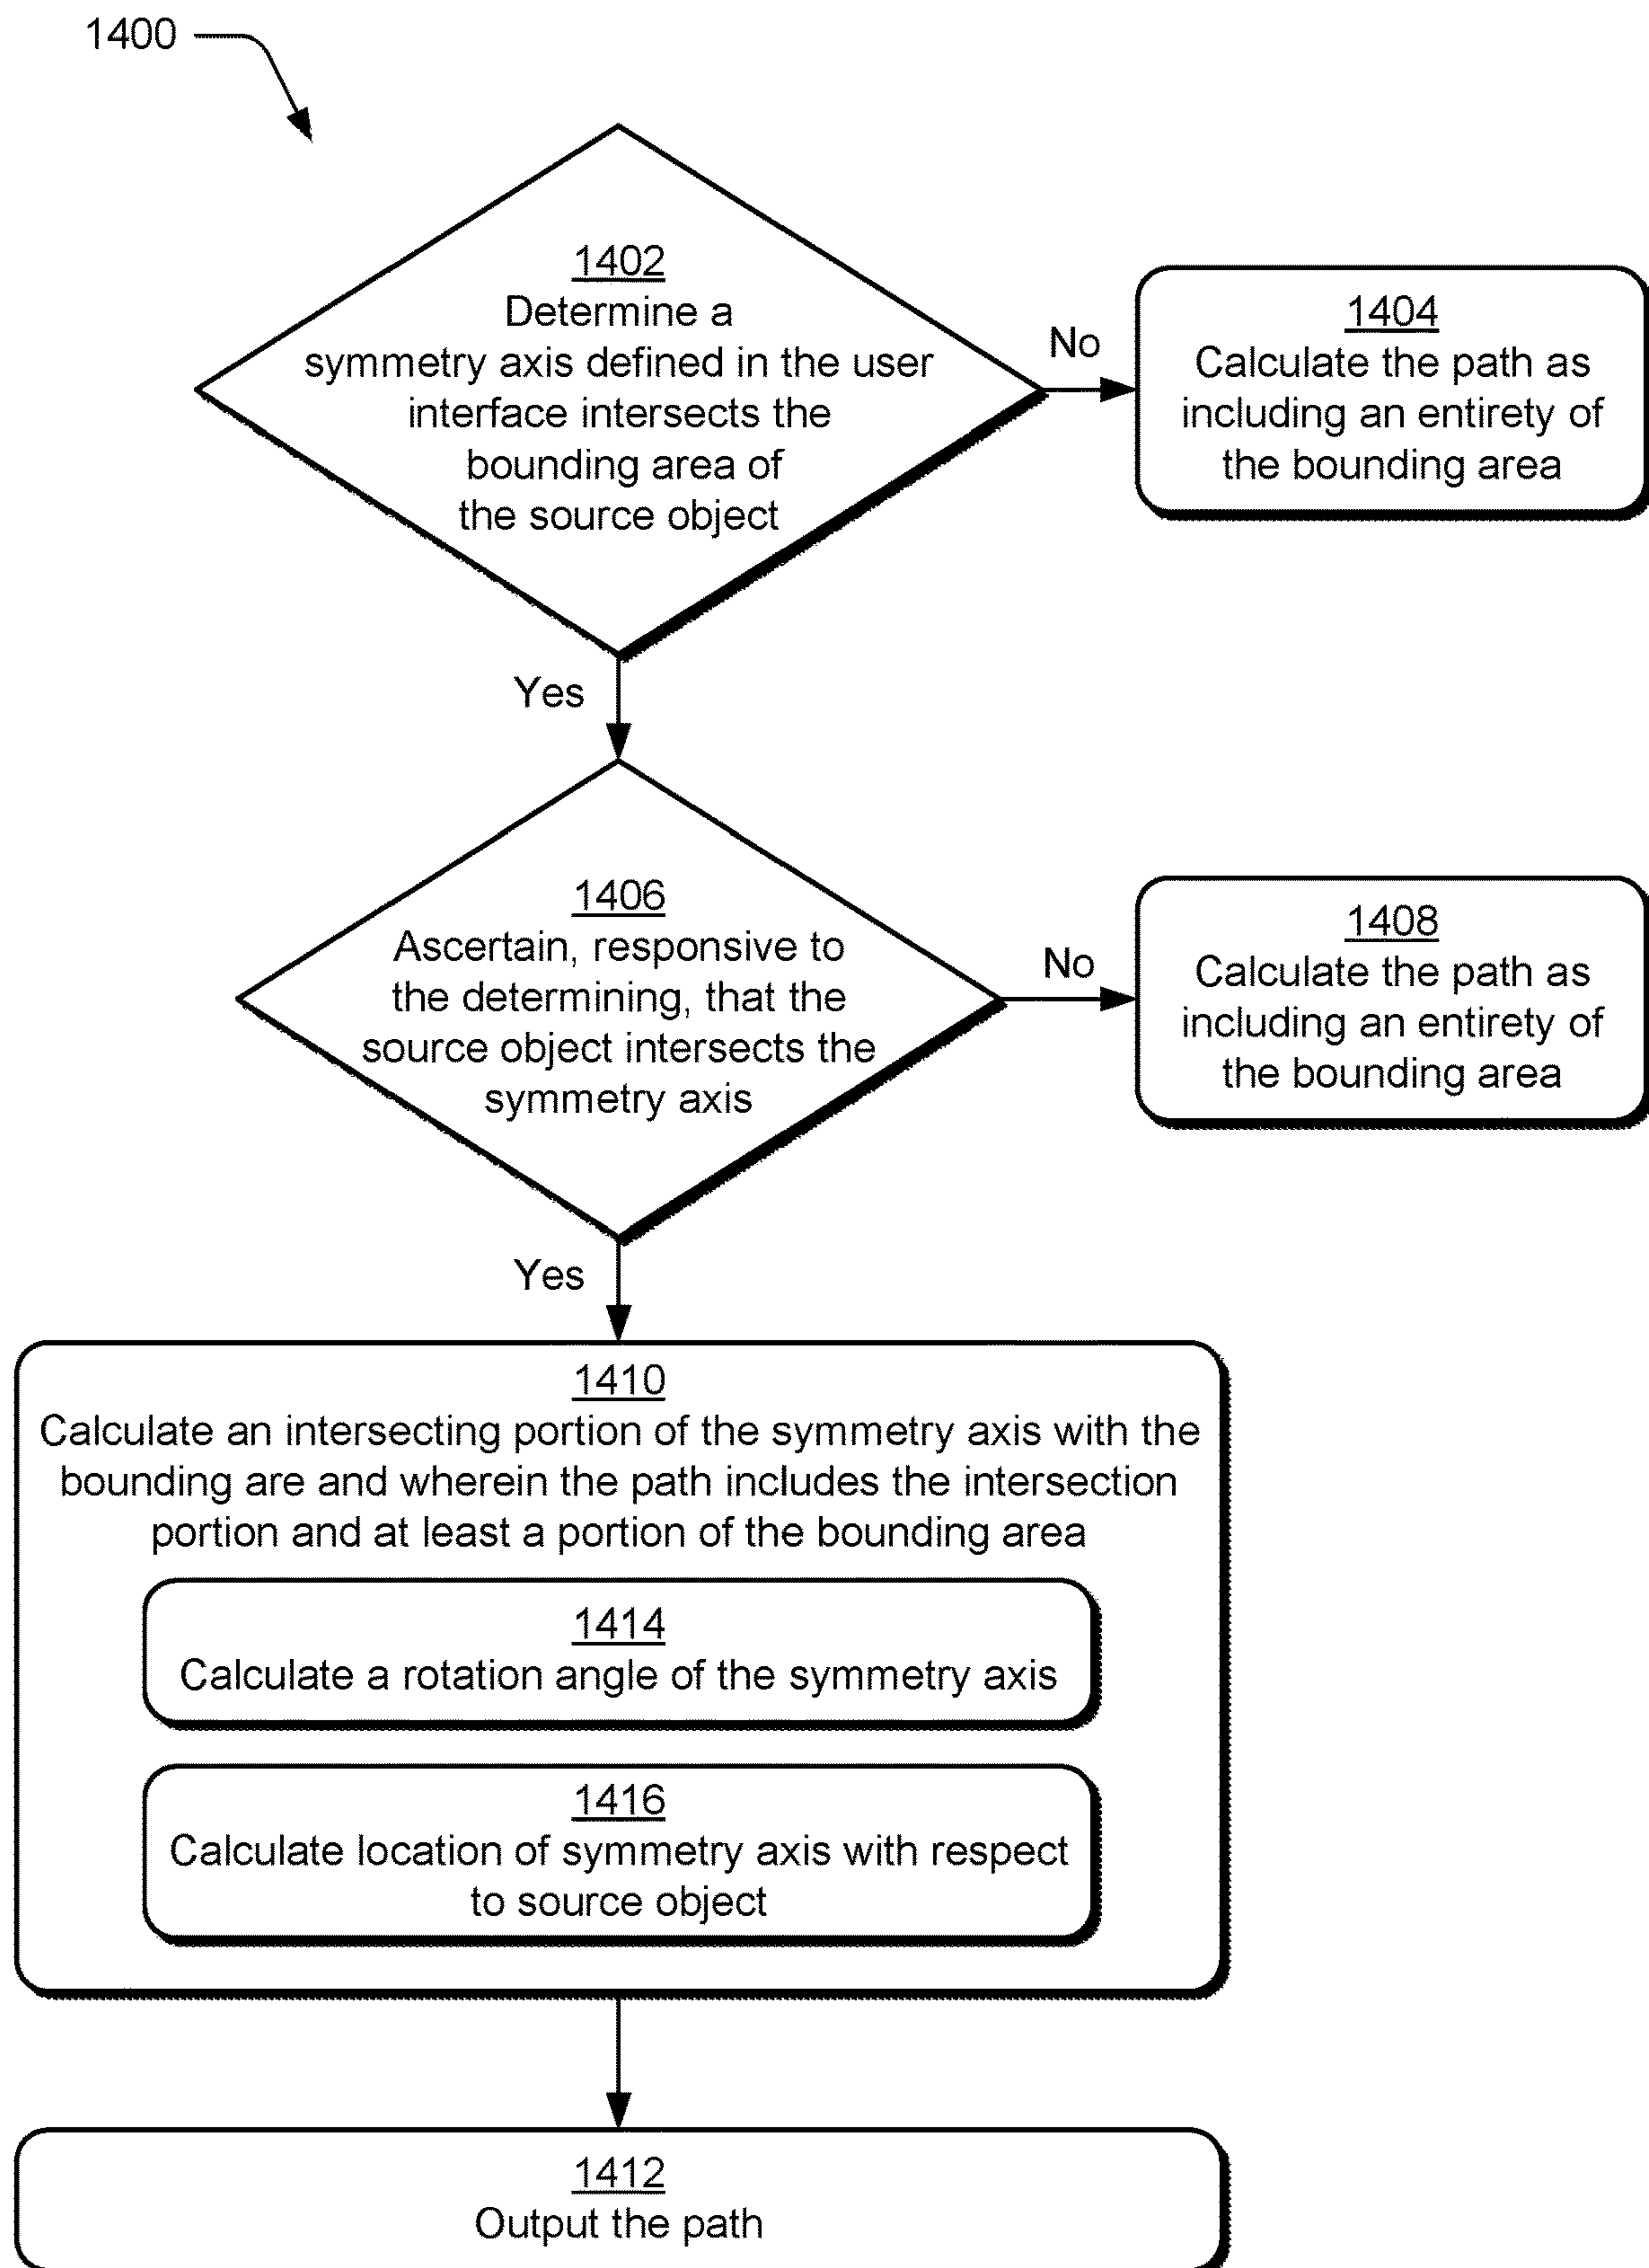 1400
1402
Determine a
symmetry axis defined in the user
interface intersects the
bounding area of
the source object
No
1404
Calculate the path as
including an entirety of
the bounding area
Yes
1406
Ascertain, responsive to
the determining, that the
source object intersects the
symmetry axis
No
1408
Calculate the path as
including an entirety of
the bounding area
Yes
1410
Calculate an intersecting portion of the symmetry axis with the
bounding are and wherein the path includes the intersection
portion and at least a portion of the bounding area
1414
Calculate a rotation angle of the symmetry axis
1416
Calculate location of symmetry axis with respect
to source object
1412
Output the path